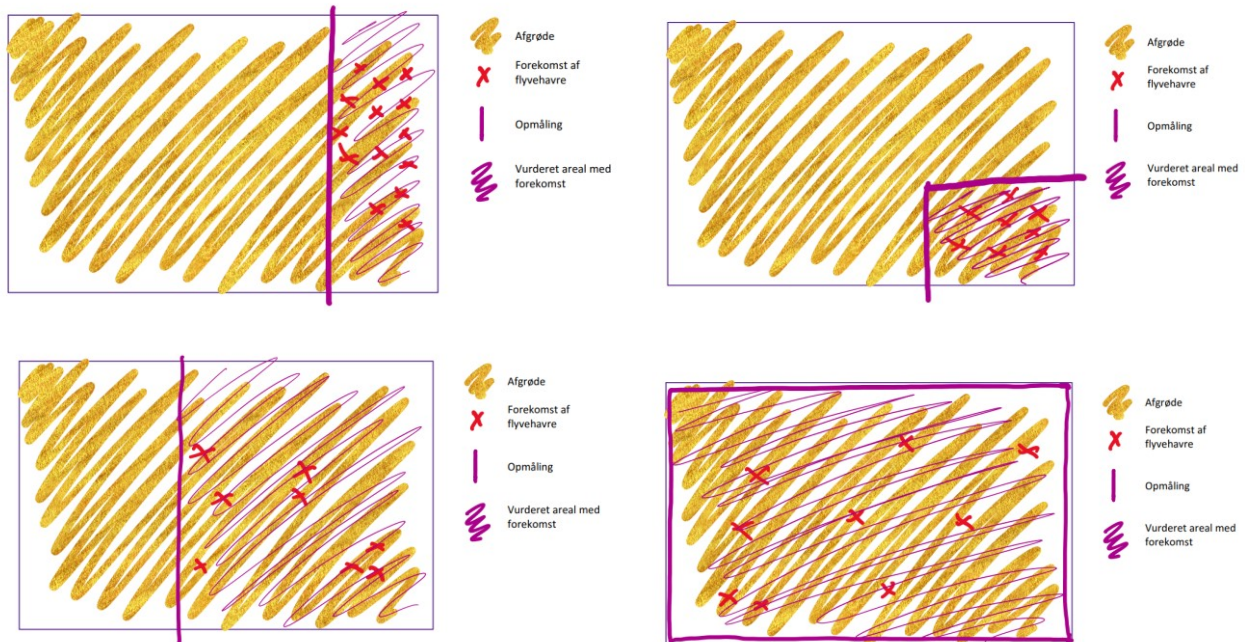 Afgrøde
Forekomst af
flyvehavre
Opmåling
Vurderet areal med
forekomst
Afgrøde
Forekomst af
flyvehavre
Opmåling
Vurderet areal med
forekomst
Afgrøde
Forekomst af
flyvehavre
Opmåling
Vurderet areal med
forekomst
Afgrøde
Forekomst af
flyvehavre
Opmåling
Vurderet areal med
forekomst